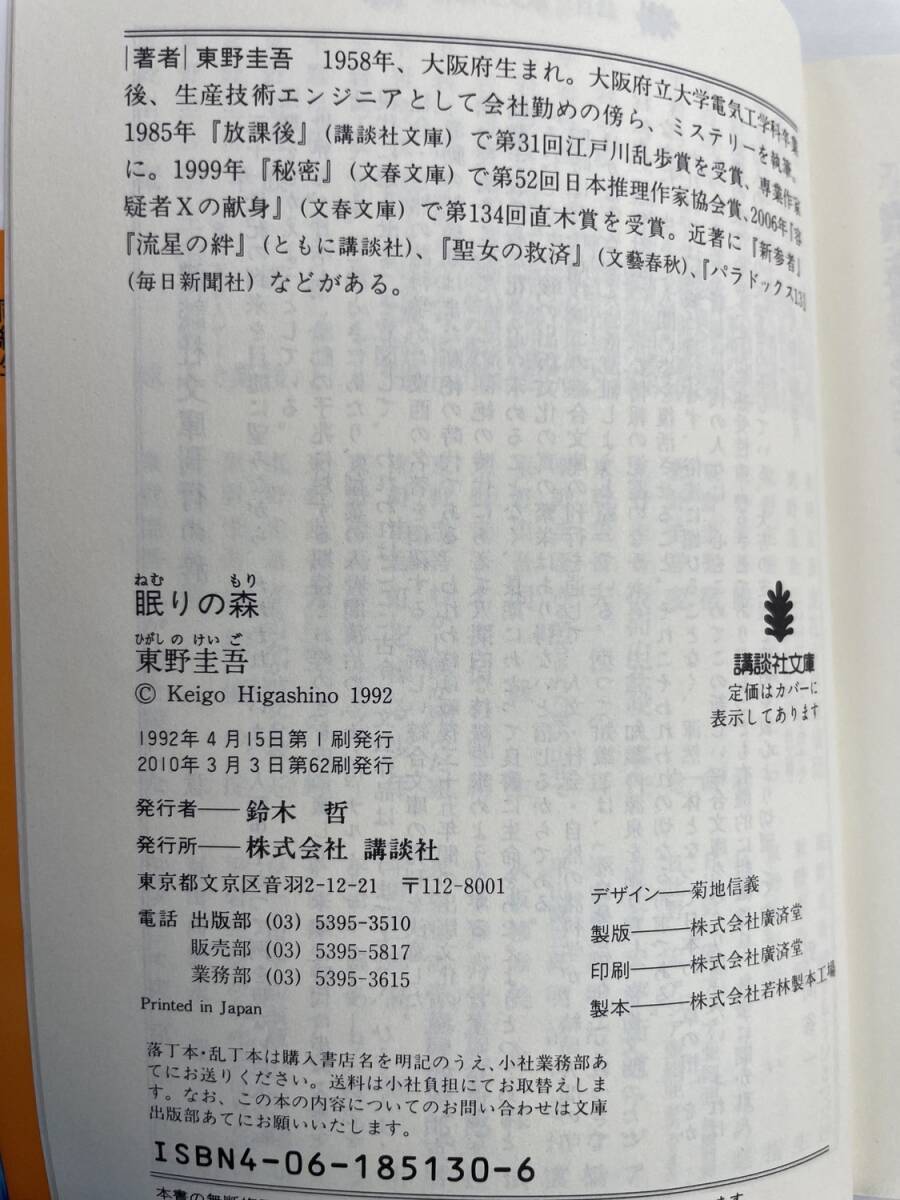 |著者| 東野圭吾 1958年、大阪府生まれ。大阪府立大学電気工学科卒業
後、生産技術エンジニアとして会社勤めの傍ら、ミステリーを執筆。
1985年『放課後』(講談社文庫)で第31回江戸川乱歩賞を受賞、専業作家
に。1999年『秘密』(文春文庫)で第52回日本推理作家協会賞、2006年『容
疑者Xの献身』(文春文庫)で第134回直木賞を受賞。近著に『新参者』
『流星の絆』(ともに講談社)、『聖女の救済』(文藝春秋)、『パラドックス13』
(毎日新聞社)などがある。
ねむ もり
眠りの森
ひがしの けいご
東野圭吾
© Keigo Higashino 1992
1992年4月15日第1刷発行
2010年3月3日第62刷発行
発行者――鈴木 哲
発行所――株式会社 講談社
東京都文京区音羽2-12-21 〒112-8001
電話 出版部 (03) 5395-3510
販売部 (03) 5395-5817
業務部 (03) 5395-3615
Printed in Japan
講談社文庫
定価はカバーに
表示してあります
デザイン――菊地信義
製版――株式会社廣済堂
印刷――株式会社廣済堂
製本――株式会社若林製本工場
落丁本・乱丁本は購入書店名を明記のうえ、小社業務部あ
てにお送りください。送料は小社負担にてお取替えしま
す。なお、この本の内容についてのお問い合わせは文庫
出版部あてにお願いいたします。
ISBN4-06-185130-6